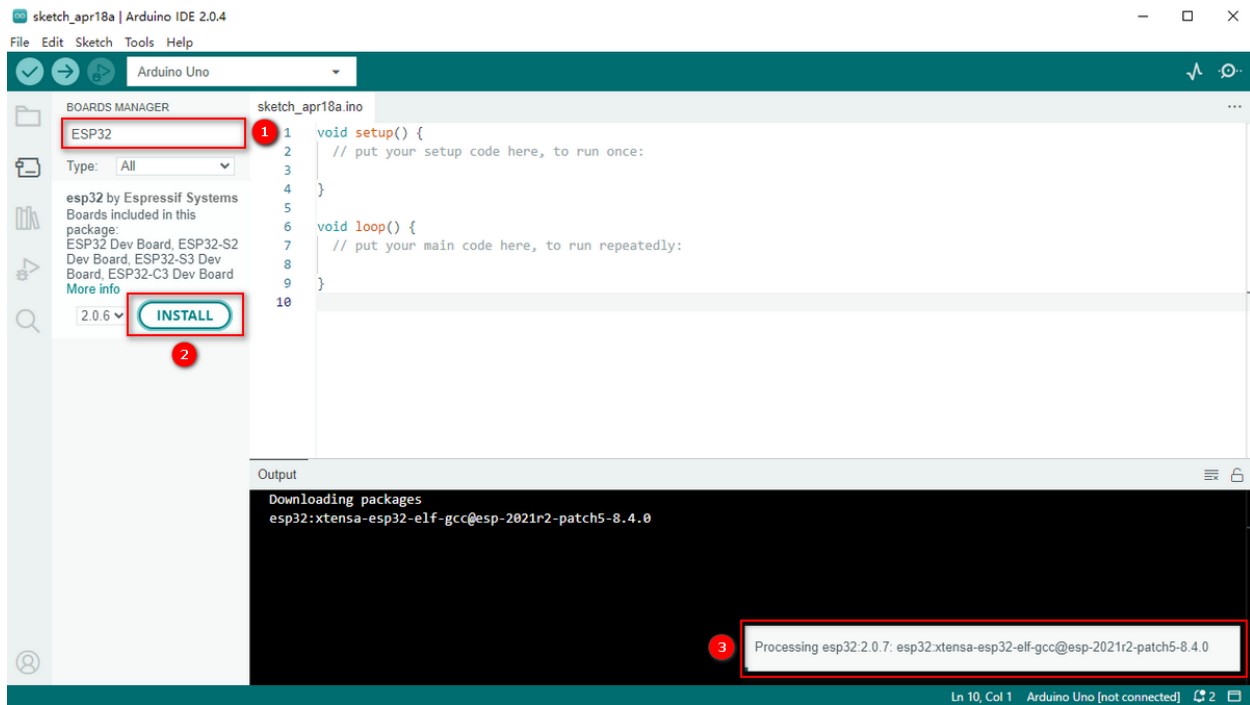 sketch_apr18a | Arduino IDE 2.0.4
File Edit Sketch Tools Help
Arduino Uno
BOARDS MANAGER
ESP32
1
Type: All
esp32 by Espressif Systems
Boards included in this
package:
ESP32 Dev Board, ESP32-S2
Dev Board, ESP32-S3 Dev
Board, ESP32-C3 Dev Board
More info
2.0.6 INSTALL
2
sketch_apr18a.ino
1 void setup() {
2 // put your setup code here, to run once:
3
4 }
5
6 void loop() {
7 // put your main code here, to run repeatedly:
8
9 }
10
Output
Downloading packages
esp32:xtensa-esp32-elf-gcc@esp-2021r2-patch5-8.4.0
3 Processing esp32:2.0.7: esp32:xtensa-esp32-elf-gcc@esp-2021r2-patch5-8.4.0
Ln 10, Col 1 Arduino Uno [not connected] 2